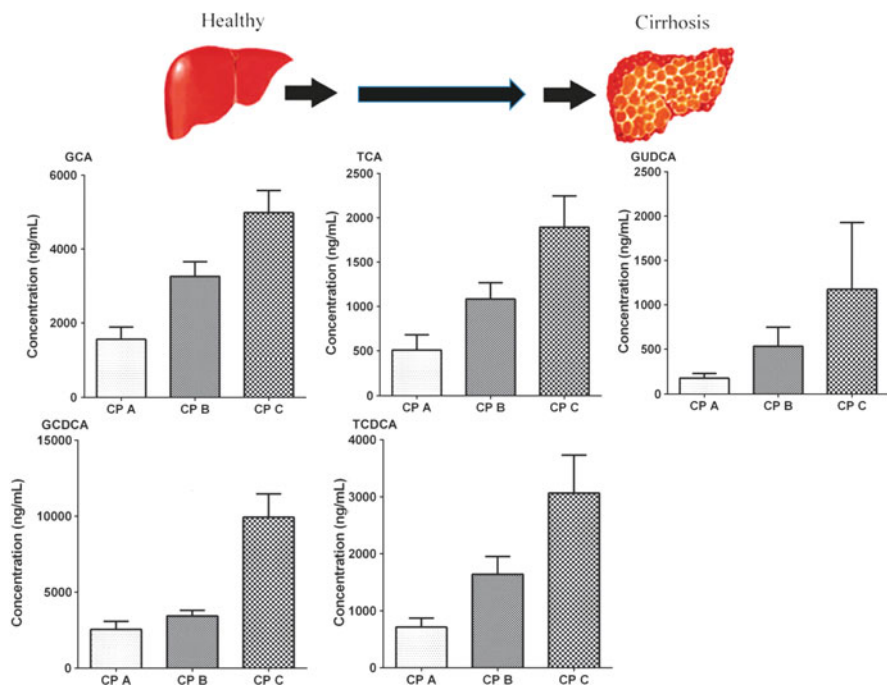 Healthy
Cirrhosis
GCA
Concentration (ng/mL)
6000
4000
2000
0
CP A
CP B
CP C
TCA
Concentration (ng/mL)
2500
2000
1500
1000
500
0
CP A
CP B
CP C
GUDCA
Concentration (ng/mL)
2500
2000
1500
1000
500
0
CP A
CP B
CP C
GCDCA
Concentration (ng/mL)
15000
10000
5000
0
CP A
CP B
CP C
TCDCA
Concentration (ng/mL)
4000
3000
2000
1000
0
CP A
CP B
CP C